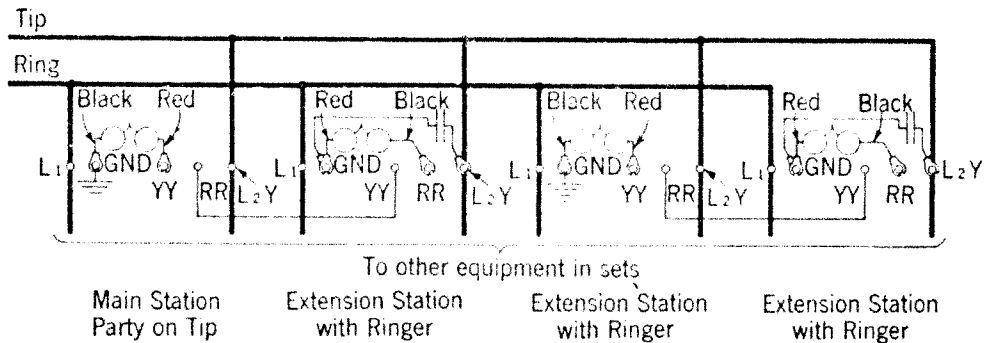 Tip
Ring
Black Red Red Black Black Red Red Black
L1 GND YY RR L2Y L1 GND YY RR L2Y L1 GND YY RR L2Y L1 GND YY RR L2Y
To other equipment in sets
Main Station Party on Tip
Extension Station with Ringer
Extension Station with Ringer
Extension Station with Ringer